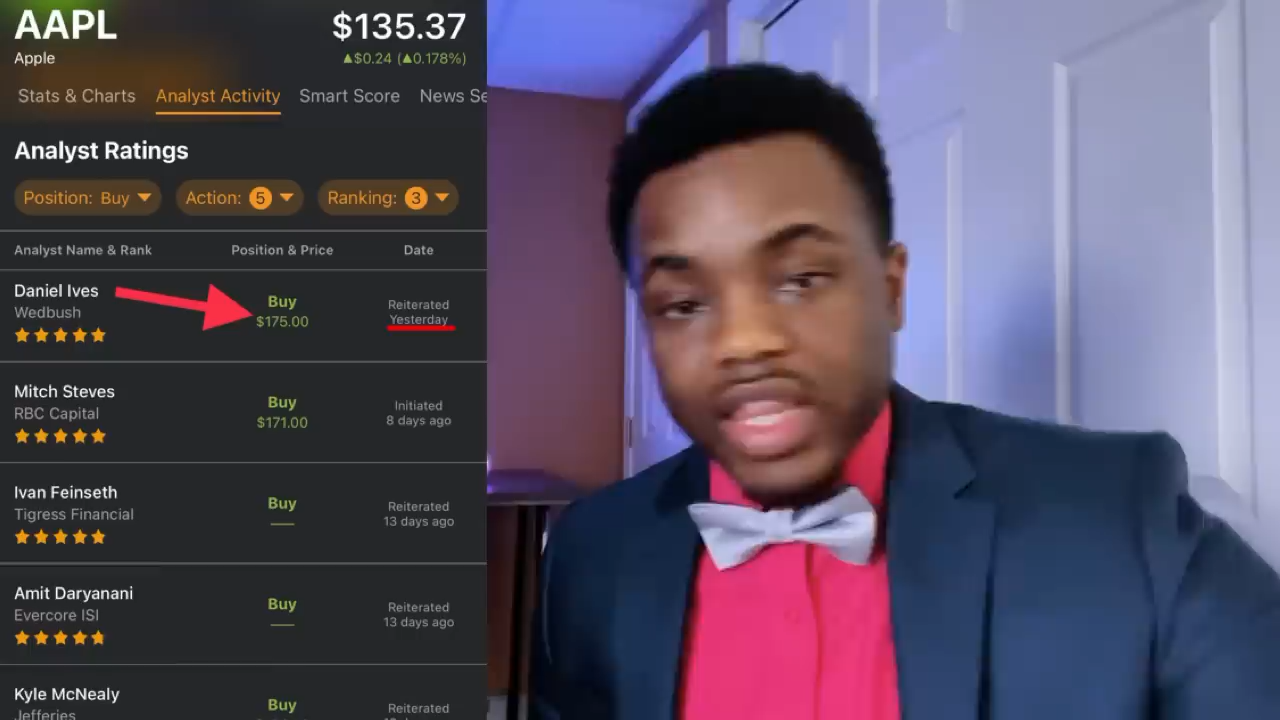 AAPL
$135.37
Apple
▲$0.24 (▲0.178%)
Stats & Charts Analyst Activity Smart Score News Se
Analyst Ratings
Position: Buy Action: 5 Ranking: 3
Analyst Name & Rank Position & Price Date
Daniel Ives
Wedbush
Buy
$175.00
Reiterated
Yesterday
Mitch Steves
RBC Capital
Buy
$171.00
Initiated
8 days ago
Ivan Feinseth
Tigress Financial
Buy
Reiterated
13 days ago
Amit Daryanani
Evercore ISI
Buy
Reiterated
13 days ago
Kyle McNealy
Jefferies
Buy
Reiterated